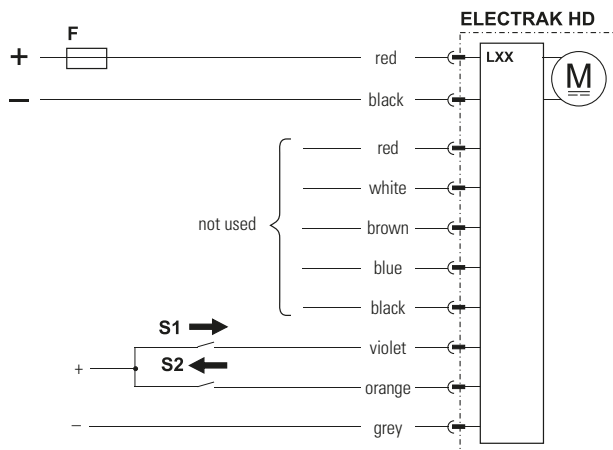 ELECTRAK HD
F
+
red
LXX
M
−
black
red
white
not used
brown
blue
black
S1
violet
S2
+
orange
−
grey